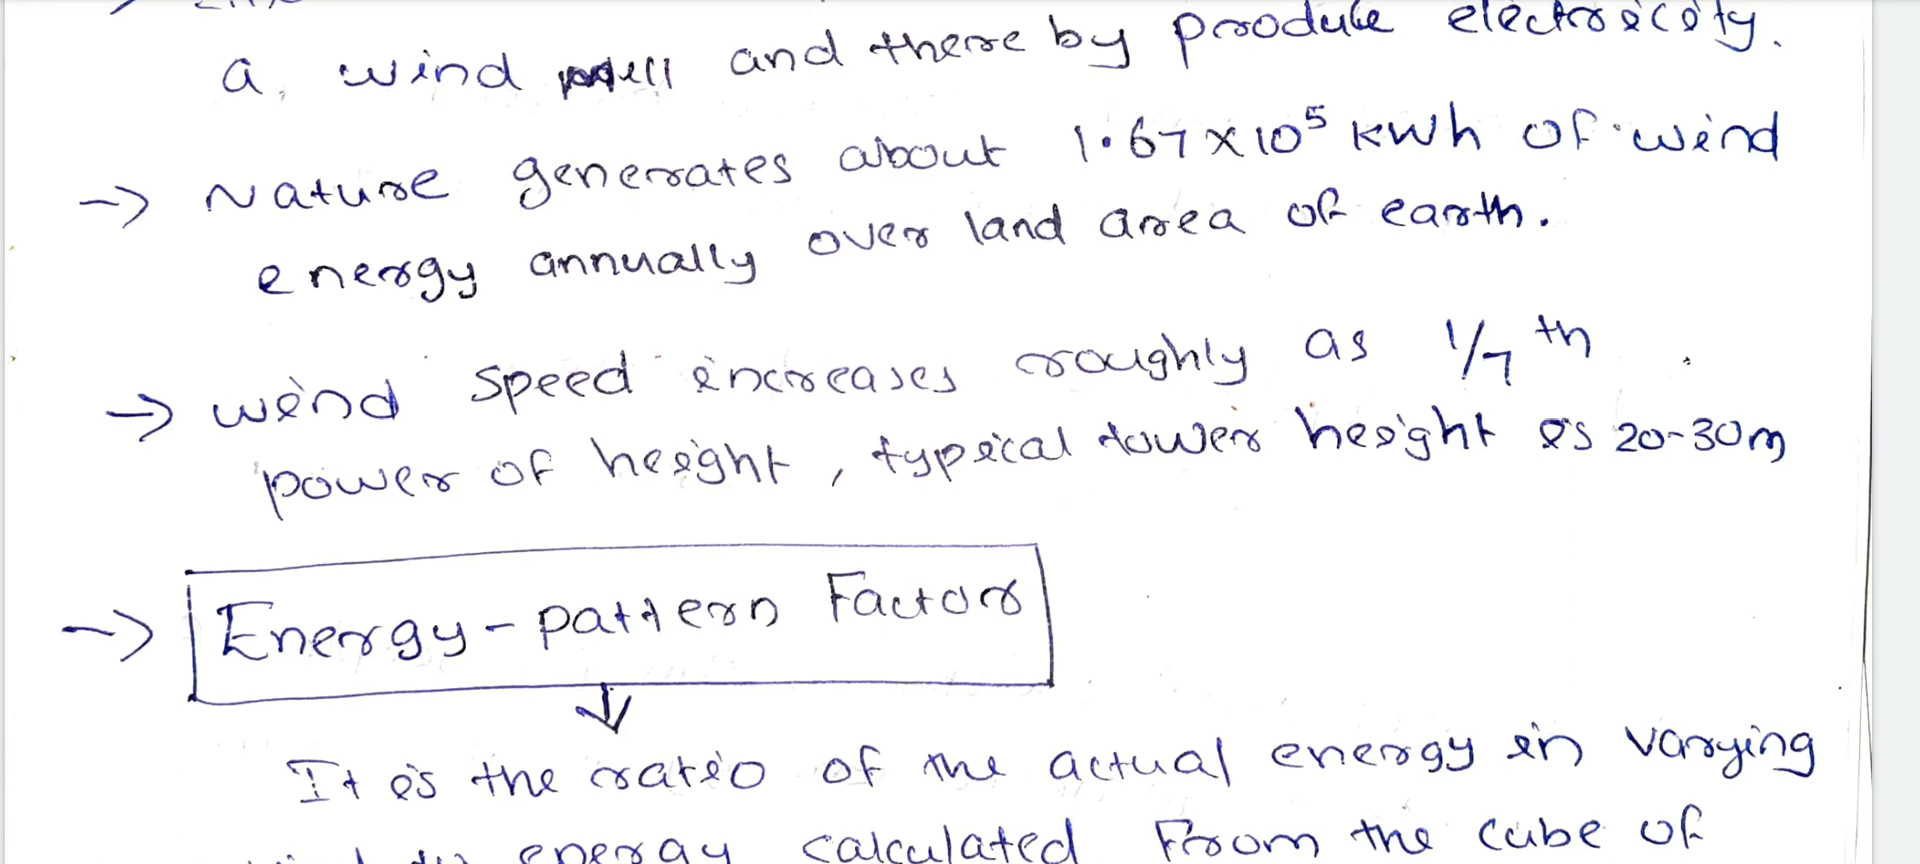 a wind mill and there by produce electricity.
→ Nature generates about 1.67 x 10⁵ kwh of wind
energy annually over land area of earth.
→ wind speed increases roughly as 1/7 th
power of height, typical tower height is 20-30m
→ Energy-pattern Factor
↓
It is the ratio of the actual energy in varying
energy calculated From the cube of